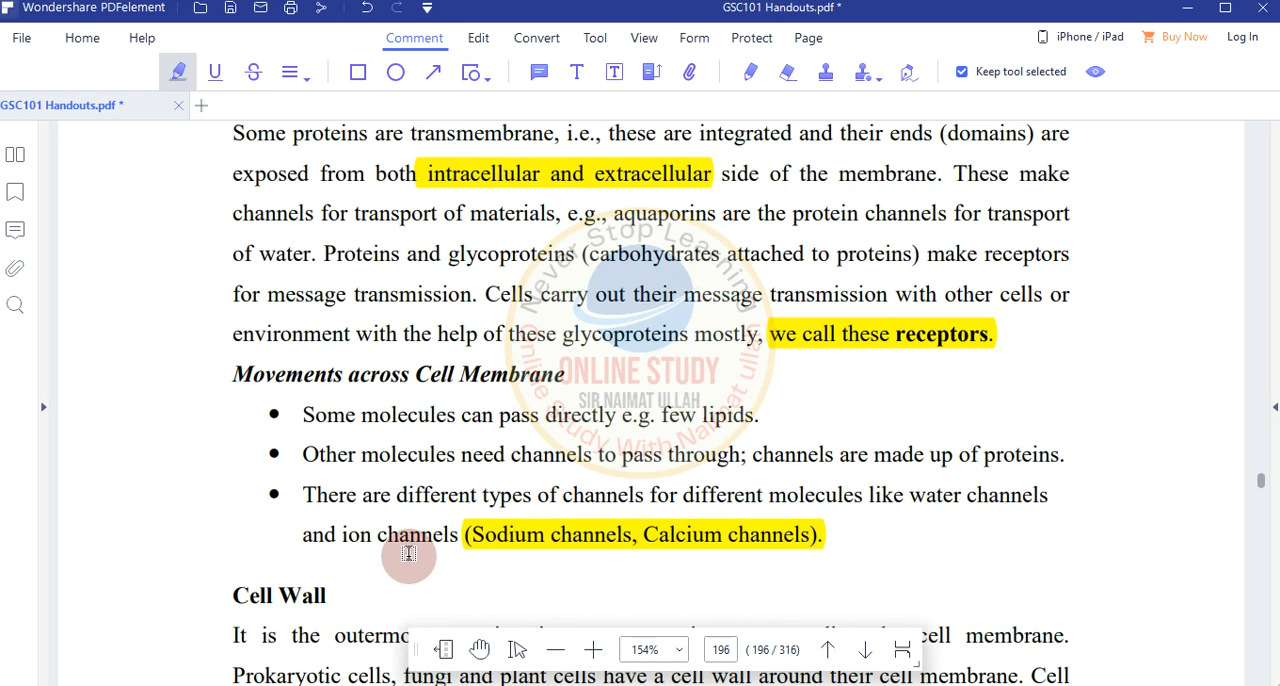 Wondershare PDFelement
GSC101 Handouts.pdf *
File Home Help Comment Edit Convert Tool View Form Protect Page iPhone / iPad Buy Now Log In
Keep tool selected
GSC101 Handouts.pdf *
Some proteins are transmembrane, i.e., these are integrated and their ends (domains) are
exposed from both intracellular and extracellular side of the membrane. These make
channels for transport of materials, e.g., aquaporins are the protein channels for transport
of water. Proteins and glycoproteins (carbohydrates attached to proteins) make receptors
for message transmission. Cells carry out their message transmission with other cells or
environment with the help of these glycoproteins mostly, we call these receptors.
Movements across Cell Membrane
• Some molecules can pass directly e.g. few lipids.
• Other molecules need channels to pass through; channels are made up of proteins.
• There are different types of channels for different molecules like water channels
and ion channels (Sodium channels, Calcium channels).
Never Stop Learning
ONLINE STUDY
SIR NAIMAT ULLAH
Online Study With Naimat ullah
Cell Wall
It is the cell membrane.
Prokaryotic cells, fungi and plant cells have a cell wall around their cell membrane. Cell
154% 196 ( 196 / 316)